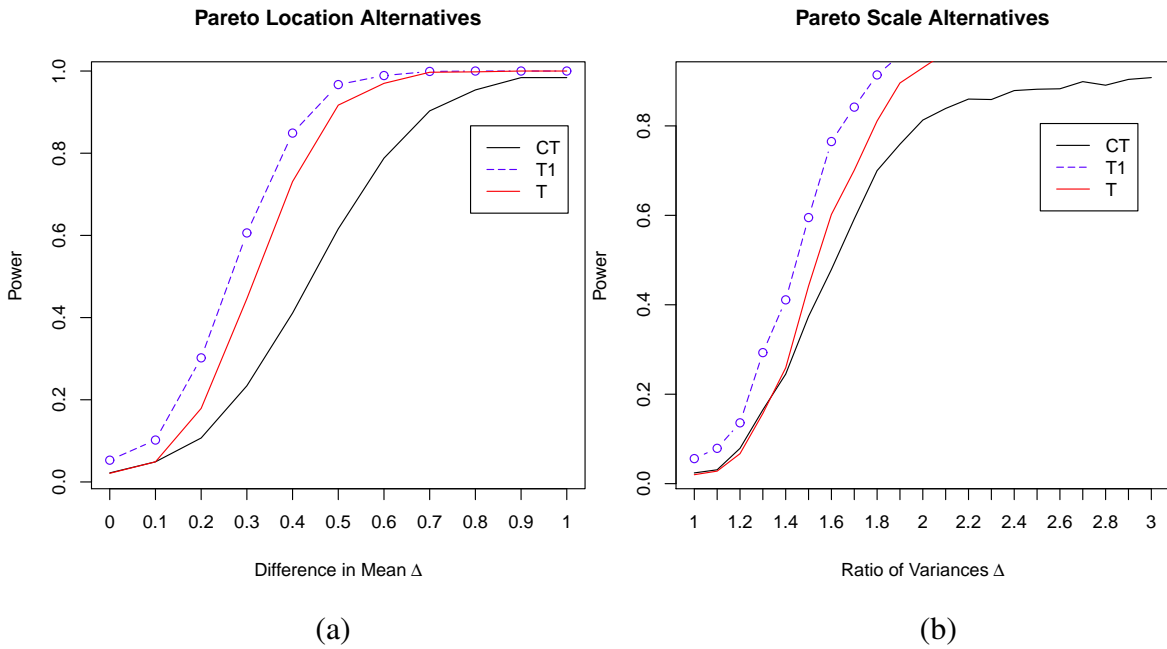 Pareto Location Alternatives
Power
1.0
0.8
0.6
0.4
0.2
0.0
CT
T1
T
0 0.1 0.2 0.3 0.4 0.5 0.6 0.7 0.8 0.9 1
Difference in Mean Δ
(a)
Pareto Scale Alternatives
Power
0.8
0.6
0.4
0.2
0.0
CT
T1
T
1 1.2 1.4 1.6 1.8 2 2.2 2.4 2.6 2.8 3
Ratio of Variances Δ
(b)